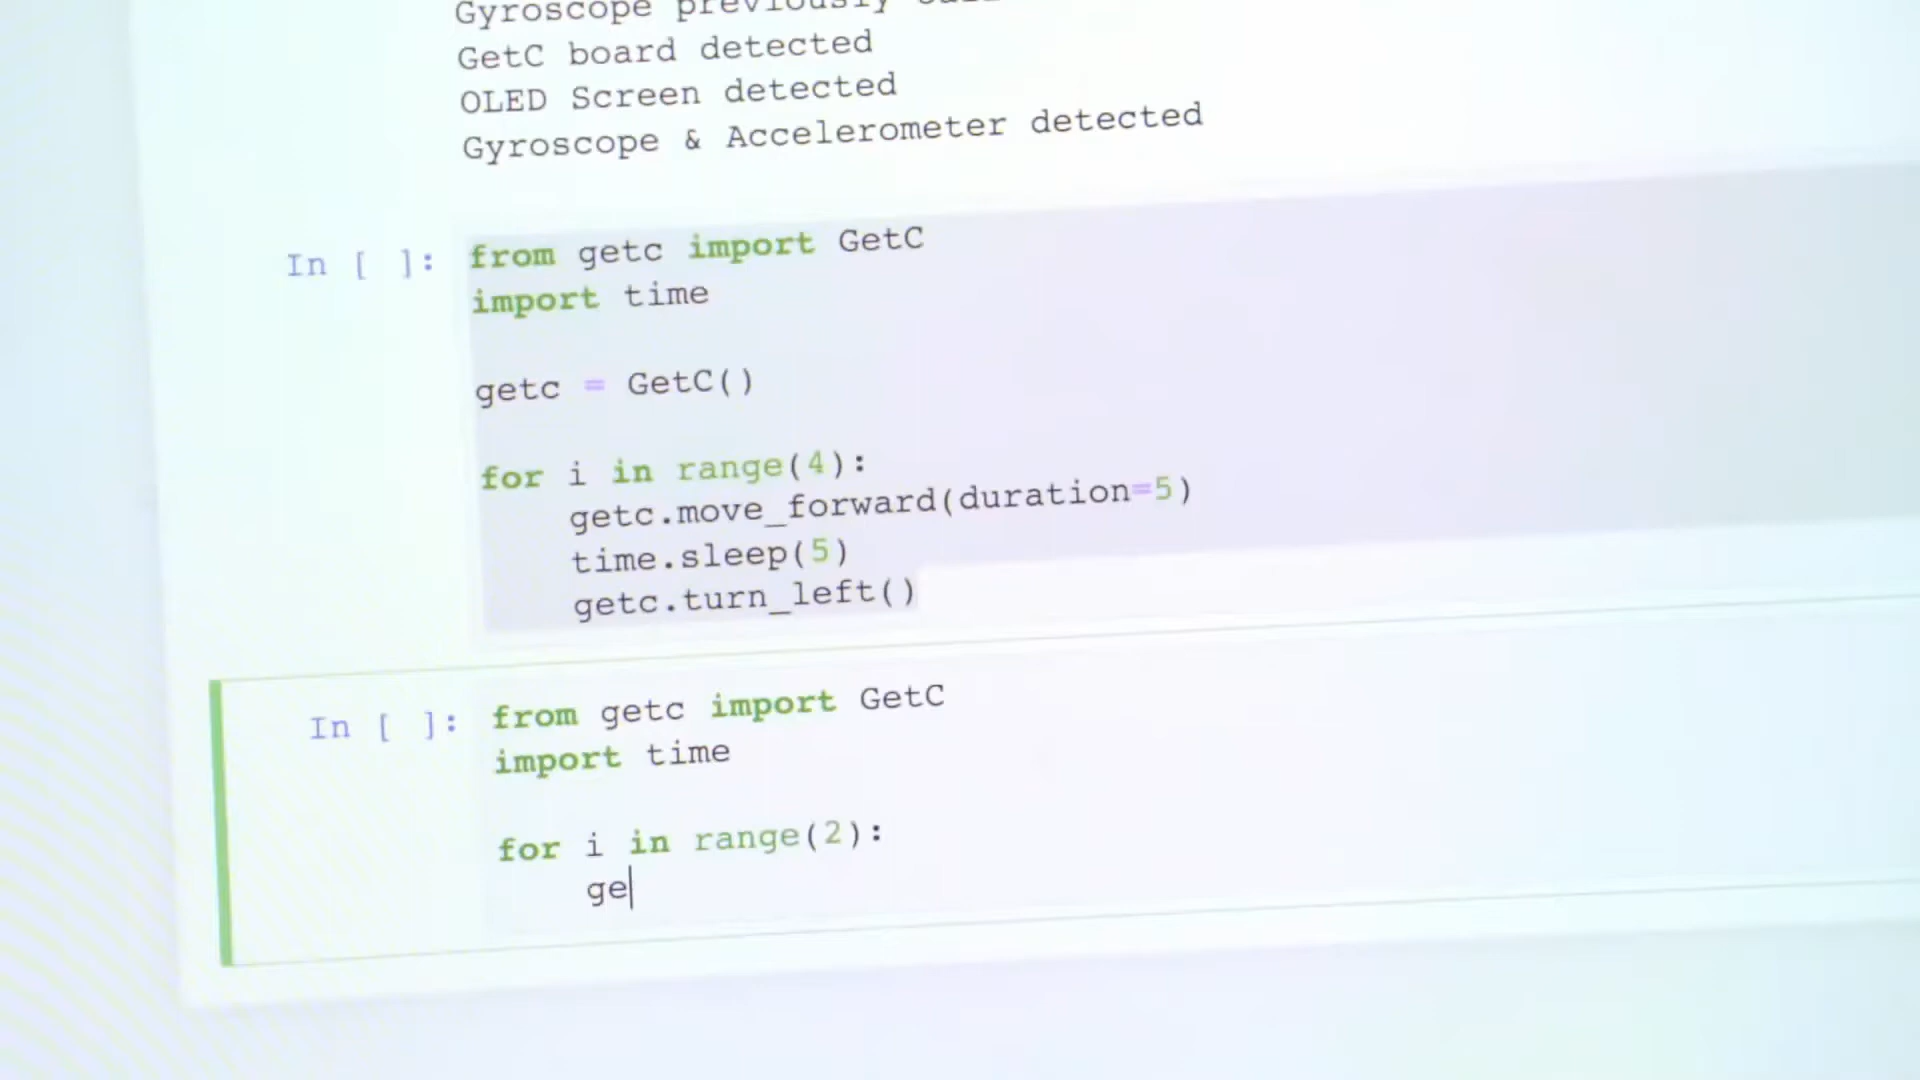 Gyroscope previously
GetC board detected
OLED Screen detected
Gyroscope & Accelerometer detected
In [ ]: from getc import GetC
import time
getc = GetC()
for i in range(4):
getc.move_forward(duration=5)
time.sleep(5)
getc.turn_left()
In [ ]: from getc import GetC
import time
for i in range(2):
ge